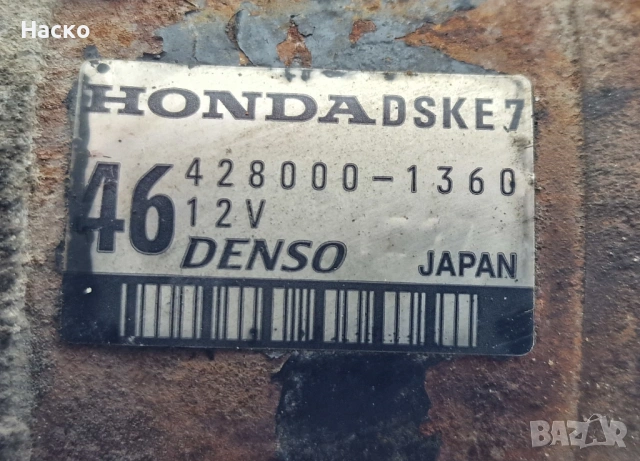 Наско
HONDA DSKE7
46 428000-1360
12V
DENSO JAPAN
BAZAR